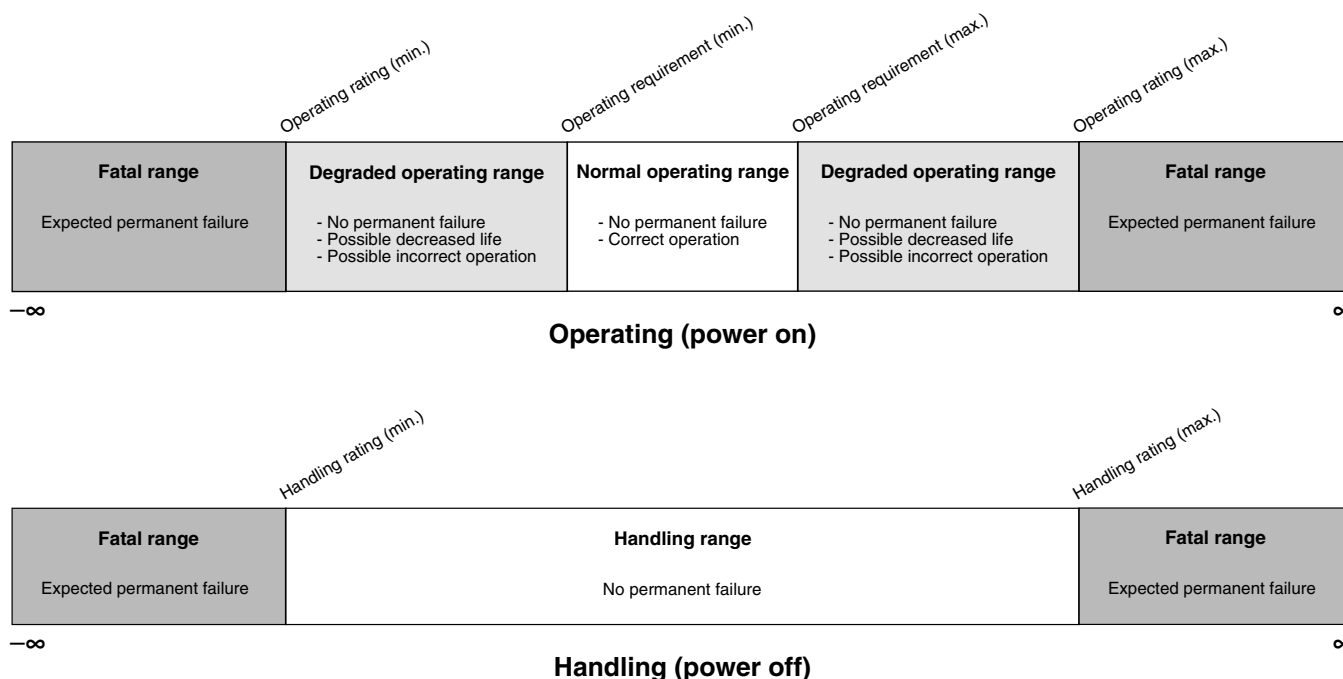 Operating rating (min.)
Operating requirement (min.)
Operating requirement (max.)
Operating rating (max.)
Fatal range
Expected permanent failure
Degraded operating range
- No permanent failure
- Possible decreased life
- Possible incorrect operation
Normal operating range
- No permanent failure
- Correct operation
Degraded operating range
- No permanent failure
- Possible decreased life
- Possible incorrect operation
Fatal range
Expected permanent failure
–∞
∞
Operating (power on)
Handling rating (min.)
Handling rating (max.)
Fatal range
Expected permanent failure
Handling range
No permanent failure
Fatal range
Expected permanent failure
–∞
∞
Handling (power off)